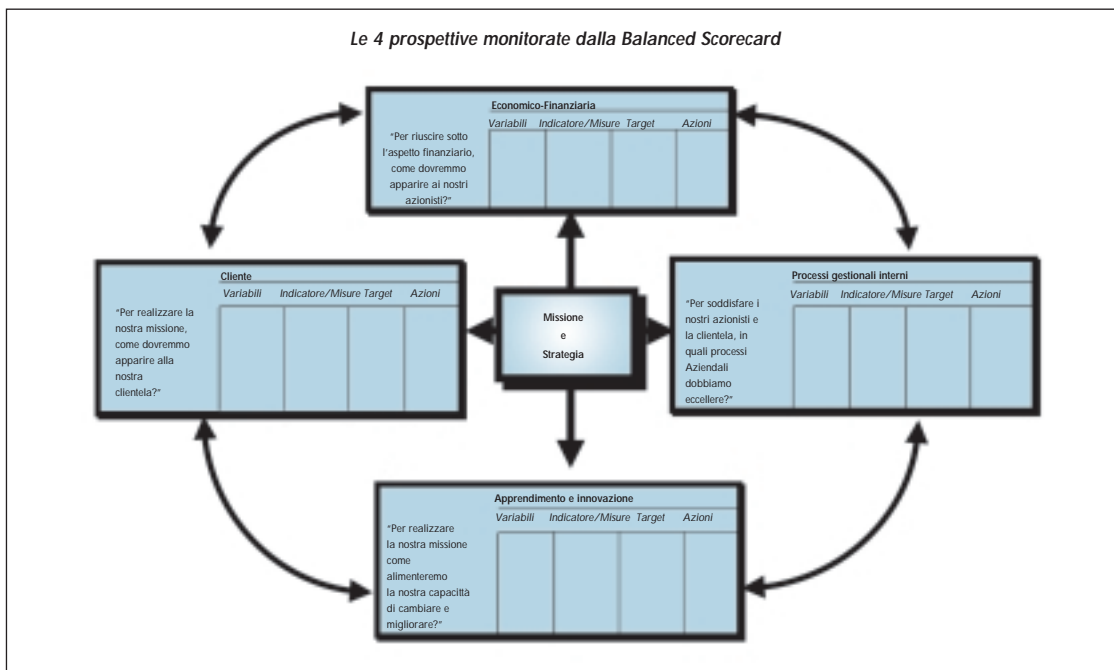 Le 4 prospettive monitorate dalla Balanced Scorecard
Economico-Finanziaria
Variabili Indicatore/Misure Target Azioni
"Per riuscire sotto
l'aspetto finanziario,
come dovremmo
apparire ai nostri
azionisti?"
Cliente
Variabili Indicatore/Misure Target Azioni
"Per realizzare la
nostra missione,
come dovremmo
apparire alla
nostra
clientela?"
Missione
e
Strategia
Processi gestionali interni
Variabili Indicatore/Misure Target Azioni
"Per soddisfare i
nostri azionisti e
la clientela, in
quali processi
Aziendali
dobbiamo
eccellere?"
Apprendimento e innovazione
Variabili Indicatore/Misure Target Azioni
"Per realizzare
la nostra missione
come
alimenteremo
la nostra capacità
di cambiare e
migliorare?"